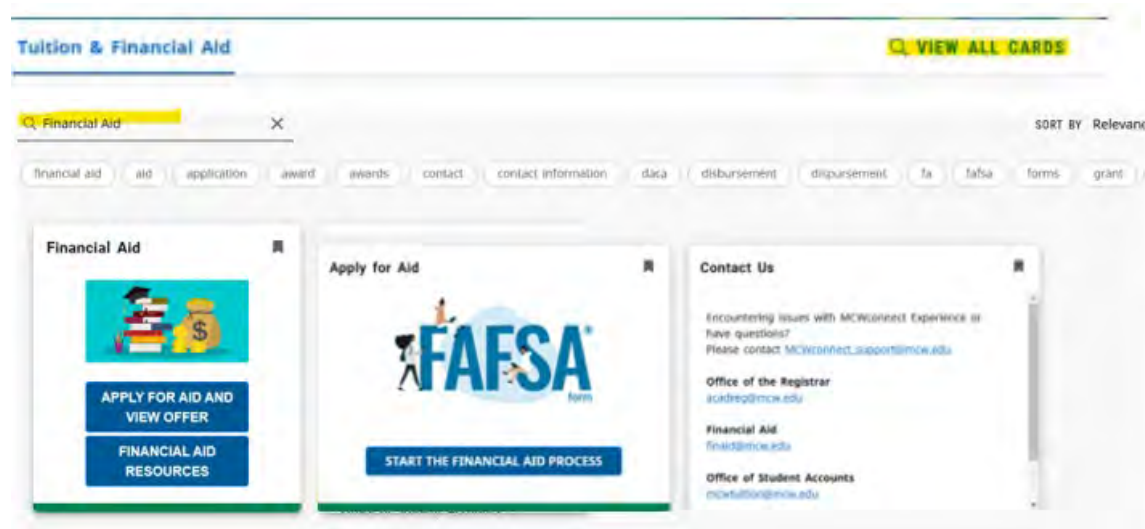 Tuition & Financial Aid
VIEW ALL CARDS
Financial Aid
SORT BY Relevanc
financial aid
aid
application
award
awards
contact
contact information
daca
disbursement
dispursement
fa
fafsa
forms
grant
Financial Aid
$
APPLY FOR AID AND
VIEW OFFER
FINANCIAL AID
RESOURCES
Apply for Aid
FAFSA®
form
START THE FINANCIAL AID PROCESS
Contact Us
Encountering issues with MCWconnect Experience or
have questions?
Please contact MCWconnect_support@mcw.edu
Office of the Registrar
acadreg@mcw.edu
Financial Aid
finaid@mcw.edu
Office of Student Accounts
mcwtuition@mcw.edu